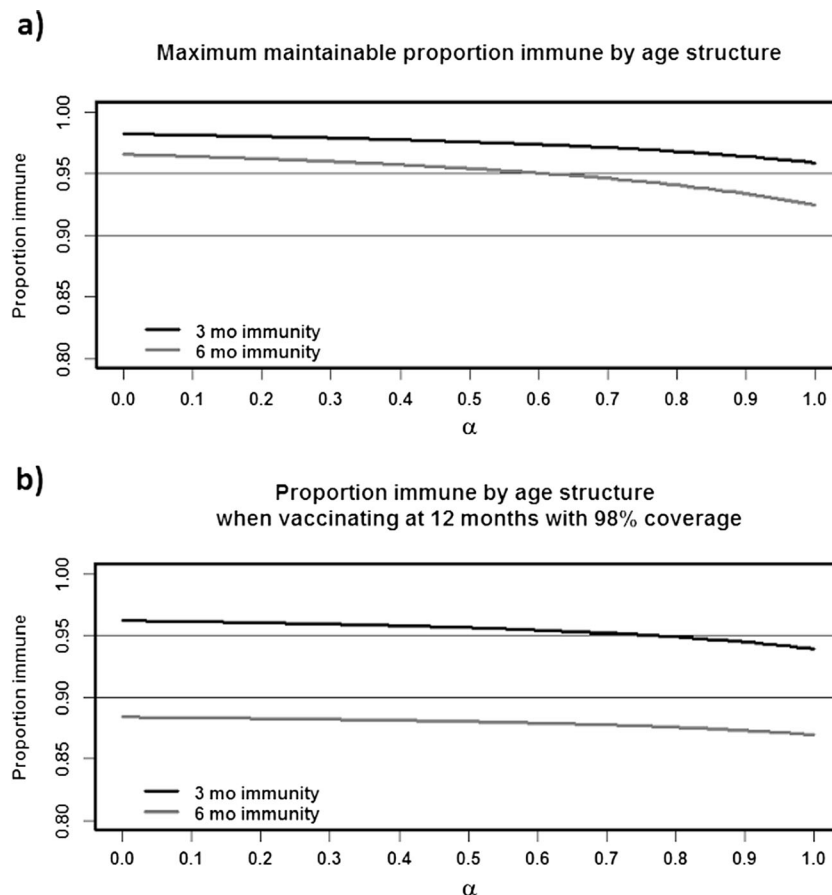 a)
Maximum maintainable proportion immune by age structure
Proportion immune
1.00
0.95
0.90
0.85
0.80
3 mo immunity
6 mo immunity
0.0 0.1 0.2 0.3 0.4 0.5 0.6 0.7 0.8 0.9 1.0
α
b)
Proportion immune by age structure
when vaccinating at 12 months with 98% coverage
Proportion immune
1.00
0.95
0.90
0.85
0.80
3 mo immunity
6 mo immunity
0.0 0.1 0.2 0.3 0.4 0.5 0.6 0.7 0.8 0.9 1.0
α